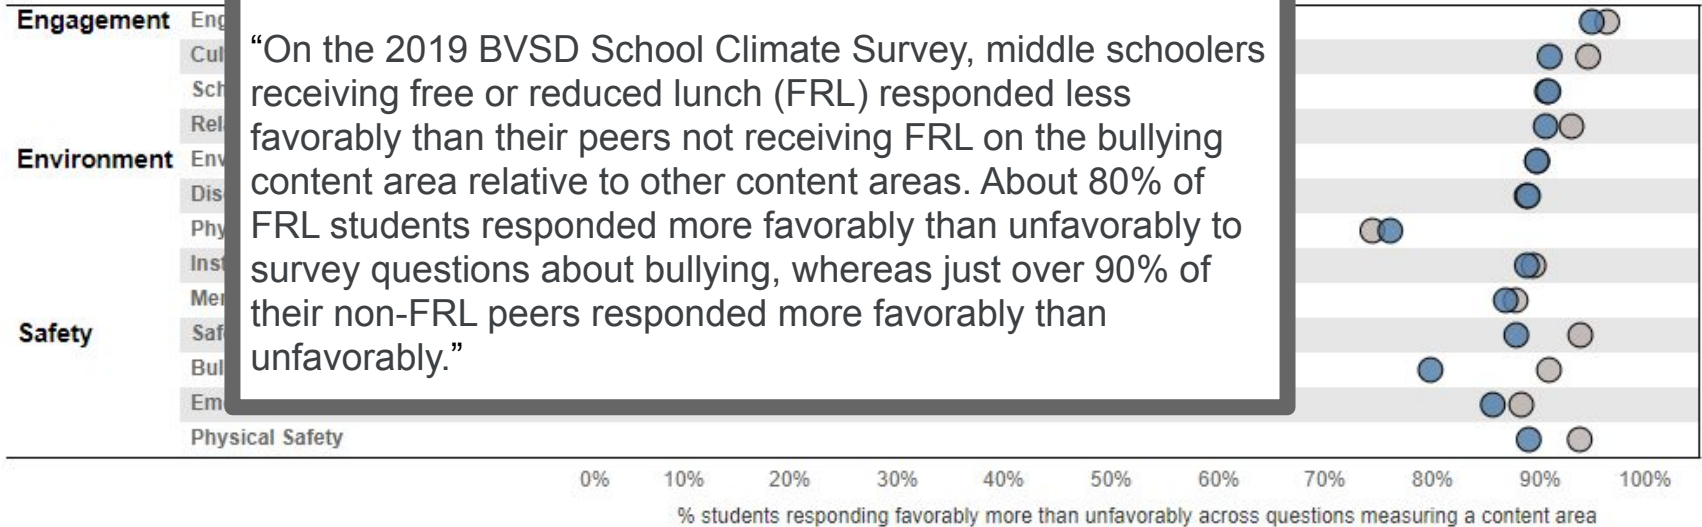 Engagement Eng
Cul
Sch
Rel
Environment Env
Dis
Phy
Inst
Men
Safety Saf
Bul
Em
Physical Safety
“On the 2019 BVSD School Climate Survey, middle schoolers
receiving free or reduced lunch (FRL) responded less
favorably than their peers not receiving FRL on the bullying
content area relative to other content areas. About 80% of
FRL students responded more favorably than unfavorably to
survey questions about bullying, whereas just over 90% of
their non-FRL peers responded more favorably than
unfavorably.”
0% 10% 20% 30% 40% 50% 60% 70% 80% 90% 100%
% students responding favorably more than unfavorably across questions measuring a content area